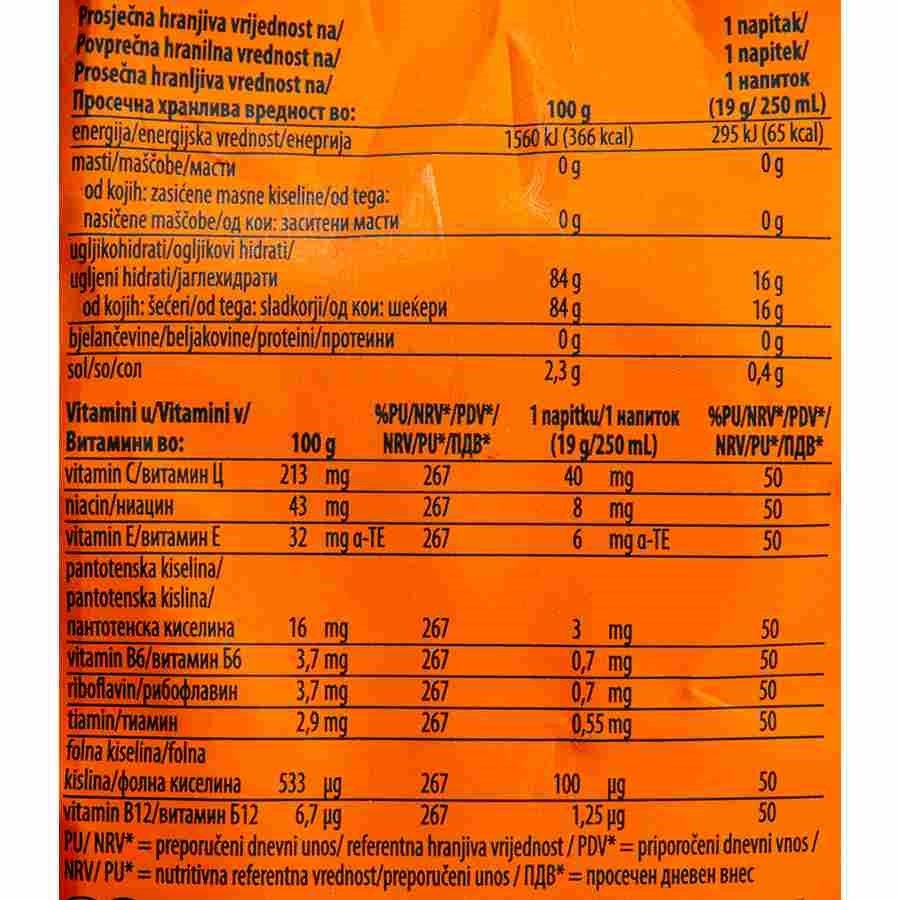 Prosječna hranjiva vrijednost na/ 1 napitak/
Povprečna hranilna vrednost na/ 1 napitek/
Prosečna hranljiva vrednost na/ 1 напиток
Просечна хранлива вредност во: 100 g (19 g/ 250 mL)
energija/energijska vrednost/енергија 1560 kJ (366 kcal) 295 kJ (65 kcal)
masti/maščobe/масти 0 g 0 g
od kojih: zasićene masne kiseline/od tega:
nasičene maščobe/од кои: заситени масти 0 g 0 g
ugljikohidrati/ogljikovi hidrati/
ugljeni hidrati/јаглехидрати 84 g 16 g
od kojih: šećeri/od tega: sladkorji/од кои: шеќери 84 g 16 g
bjelančevine/beljakovine/proteini/протеини 0 g 0 g
sol/so/сол 2,3 g 0,4 g
Vitamini u/Vitamini v/ %PU/NRV*/PDV*/ 1 napitku/1 напиток %PU/NRV*/PDV*/
Витамини во: 100 g NRV/PU*/ПДВ* (19 g/250 mL) NRV/PU*/ПДВ*
vitamin C/витамин Ц 213 mg 267 40 mg 50
niacin/ниацин 43 mg 267 8 mg 50
vitamin E/витамин Е 32 mg α-TE 267 6 mg α-TE 50
pantotenska kiselina/
pantotenska kislina/
пантотенска киселина 16 mg 267 3 mg 50
vitamin B6/витамин Б6 3,7 mg 267 0,7 mg 50
riboflavin/рибофлавин 3,7 mg 267 0,7 mg 50
tiamin/тиамин 2,9 mg 267 0,55 mg 50
folna kiselina/folna
kislina/фолна киселина 533 µg 267 100 µg 50
vitamin B12/витамин Б12 6,7 µg 267 1,25 µg 50
PU/ NRV* = preporučeni dnevni unos/ referentna hranjiva vrijednost / PDV* = priporočeni dnevni vnos /
NRV/ PU* = nutritivna referentna vrednost/preporučeni unos / ПДВ* = просечен дневен внес